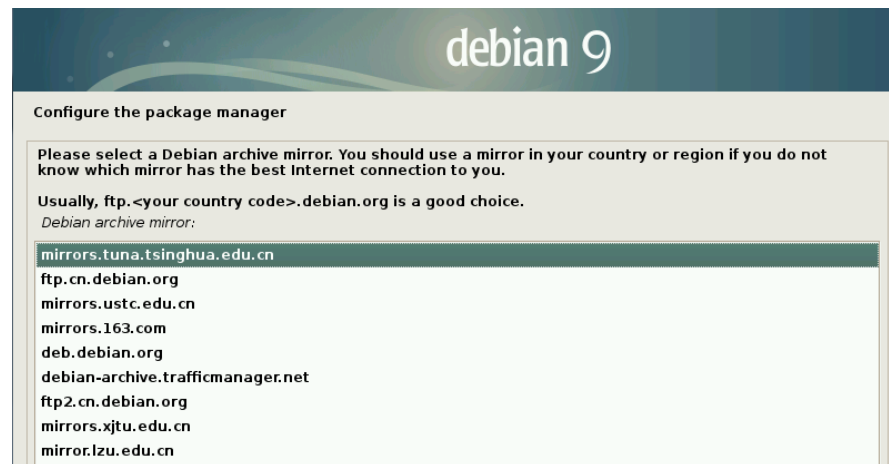 debian 9
Configure the package manager
Please select a Debian archive mirror. You should use a mirror in your country or region if you do not
know which mirror has the best Internet connection to you.
Usually, ftp.<your country code>.debian.org is a good choice.
Debian archive mirror:
mirrors.tuna.tsinghua.edu.cn
ftp.cn.debian.org
mirrors.ustc.edu.cn
mirrors.163.com
deb.debian.org
debian-archive.trafficmanager.net
ftp2.cn.debian.org
mirrors.xjtu.edu.cn
mirror.lzu.edu.cn